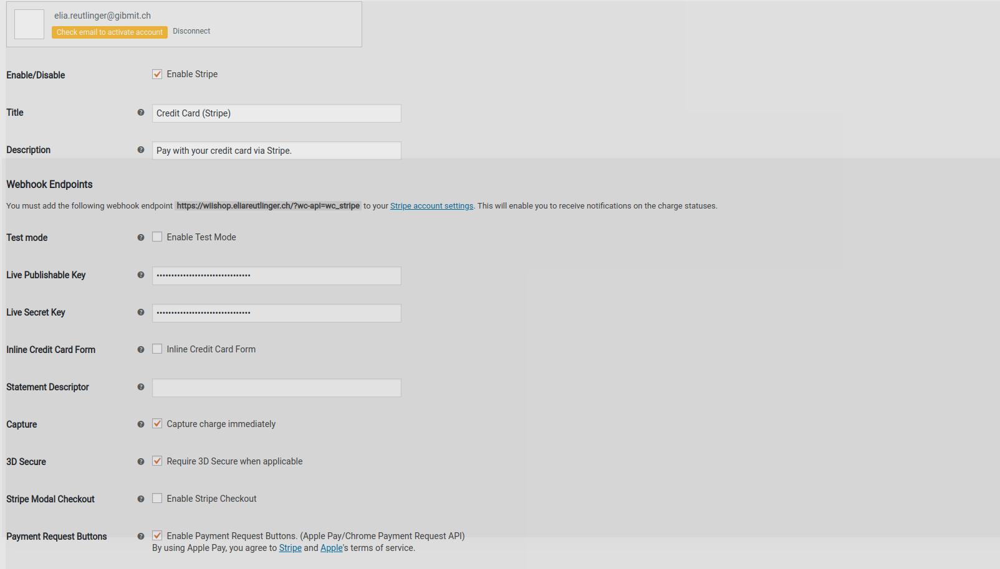 elia.reutlinger@gibmit.ch
Check email to activate account Disconnect
Enable/Disable Enable Stripe
Title Credit Card (Stripe)
Description Pay with your credit card via Stripe.
Webhook Endpoints
You must add the following webhook endpoint https://wiishop.eliareutlinger.ch/?wc-api=wc_stripe to your Stripe account settings. This will enable you to receive notifications on the charge statuses.
Test mode Enable Test Mode
Live Publishable Key ••••••••••••••••••••••••••••••••
Live Secret Key ••••••••••••••••••••••••••••••••
Inline Credit Card Form Inline Credit Card Form
Statement Descriptor
Capture Capture charge immediately
3D Secure Require 3D Secure when applicable
Stripe Modal Checkout Enable Stripe Checkout
Payment Request Buttons Enable Payment Request Buttons. (Apple Pay/Chrome Payment Request API)
By using Apple Pay, you agree to Stripe and Apple's terms of service.